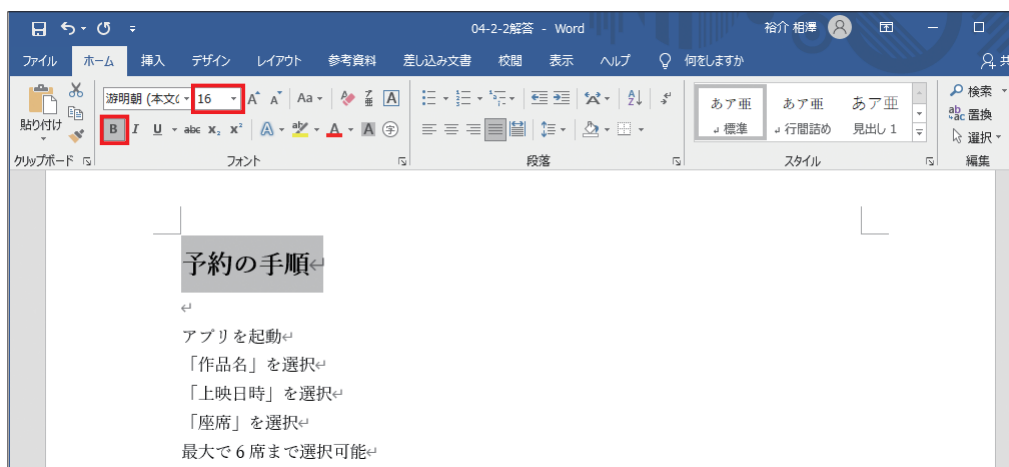 04-2-2解答 - Word
裕介 相澤
ファイル ホーム 挿入 デザイン レイアウト 参考資料 差し込み文書 校閲 表示 ヘルプ 何をしますか
游明朝 (本文( 16 A A Aa A
検索
貼り付け
B I U abc x₂ x² A aby A A 字
あア亜 あア亜 あア亜
置換
標準 行間詰め 見出し 1
選択
クリップボード フォント 段落 スタイル 編集
予約の手順
アプリを起動
「作品名」を選択
「上映日時」を選択
「座席」を選択
最大で 6 席まで選択可能